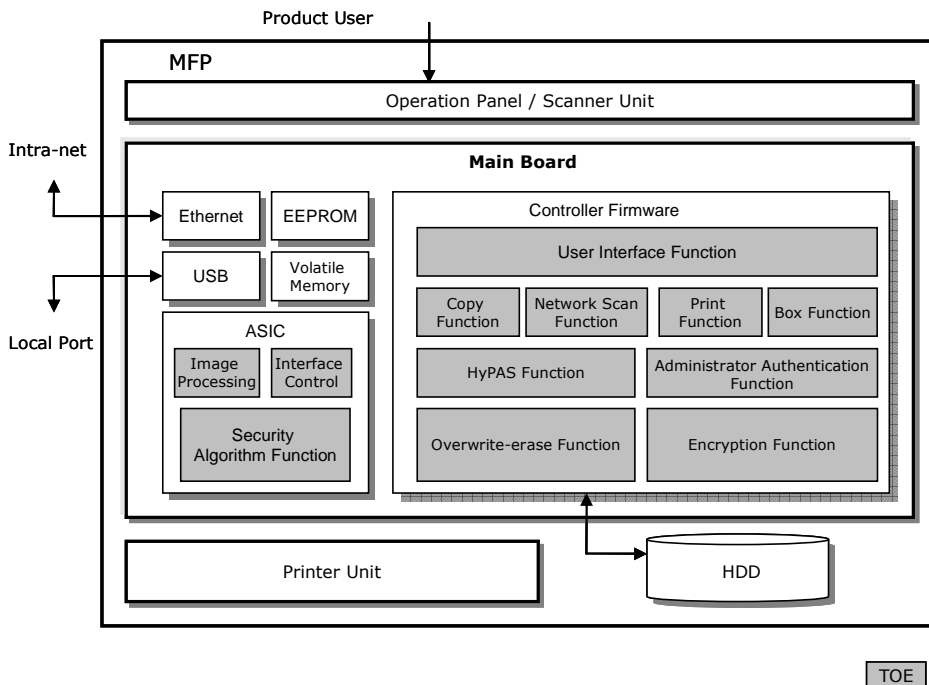 Product User
MFP
Operation Panel / Scanner Unit
Intra-net
Main Board
Ethernet
EEPROM
USB
Volatile
Memory
Local Port
ASIC
Image
Processing
Interface
Control
Security
Algorithm Function
Controller Firmware
User Interface Function
Copy
Function
Network Scan
Function
Print
Function
Box Function
HyPAS Function
Administrator Authentication
Function
Overwrite-erase Function
Encryption Function
Printer Unit
HDD
TOE